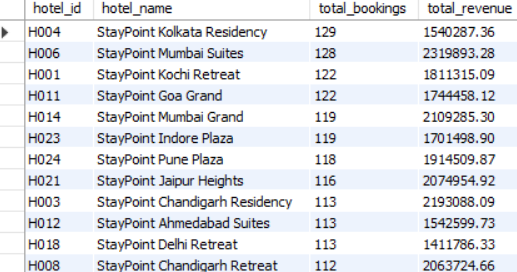 hotel_id hotel_name total_bookings total_revenue
H004 StayPoint Kolkata Residency 129 1540287.36
H006 StayPoint Mumbai Suites 128 2319893.28
H001 StayPoint Kochi Retreat 122 1811315.09
H011 StayPoint Goa Grand 122 1744458.12
H014 StayPoint Mumbai Grand 119 2109285.30
H023 StayPoint Indore Plaza 119 1701498.90
H024 StayPoint Pune Plaza 118 1914509.87
H021 StayPoint Jaipur Heights 116 2074954.92
H003 StayPoint Chandigarh Residency 113 2193088.09
H012 StayPoint Ahmedabad Suites 113 1542599.73
H018 StayPoint Delhi Retreat 113 1411786.33
H008 StayPoint Chandigarh Retreat 112 2063724.66